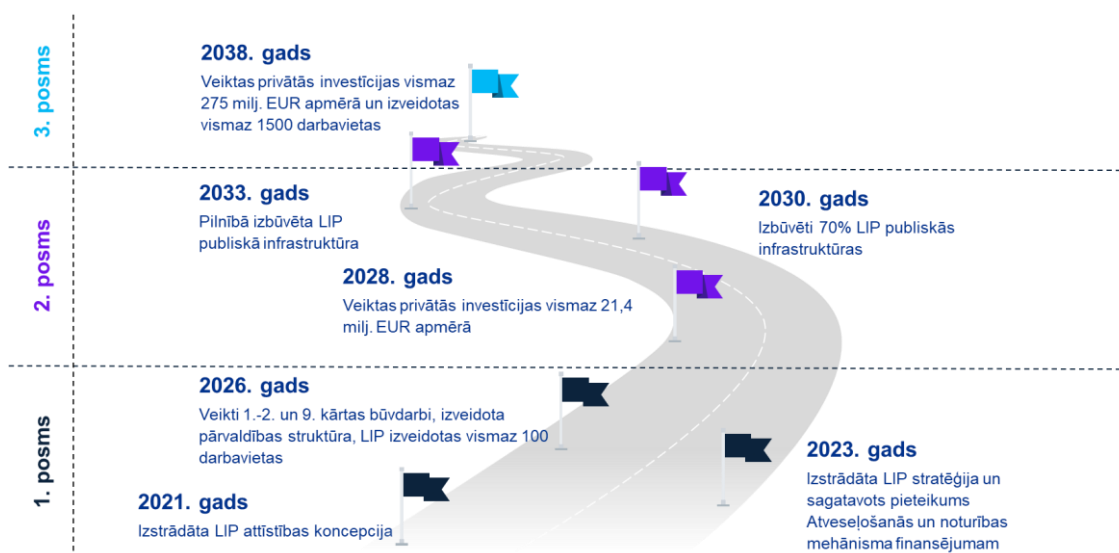 3. posms
2038. gads
Veiktas privātās investīcijas vismaz
275 milj. EUR apmērā un izveidotas
vismaz 1500 darbavietas
2. posms
2033. gads
Pilnībā izbūvēta LIP
publiskā infrastruktūra
2030. gads
Izbūvēti 70% LIP publiskās
infrastruktūras
2028. gads
Veiktas privātās investīcijas vismaz 21,4
milj. EUR apmērā
1. posms
2026. gads
Veikti 1.-2. un 9. kārtas būvdarbi, izveidota
pārvaldības struktūra, LIP izveidotas vismaz 100
darbavietas
2023. gads
Izstrādāta LIP stratēģija un
sagatavots pieteikums
Atveseļošanās un noturības
mehānisma finansējumam
2021. gads
Izstrādāta LIP attīstības koncepcija